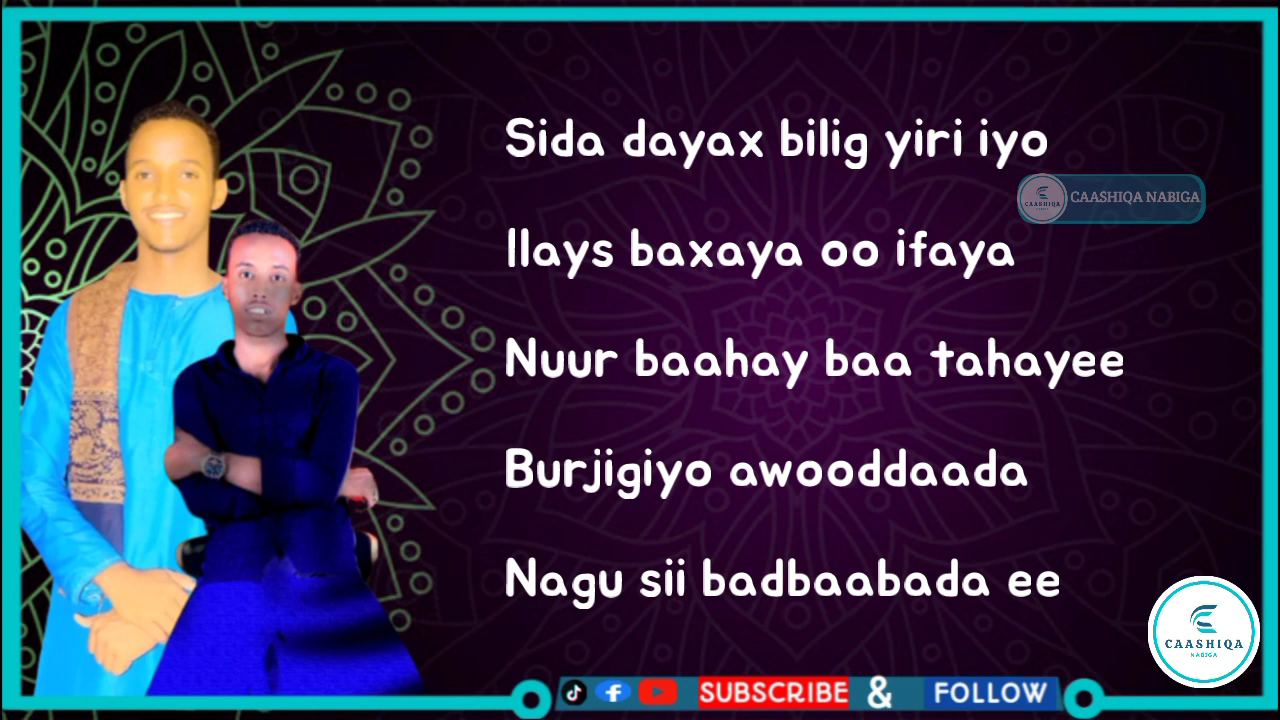 Sida dayax bilig yiri iyo
CAASHIQA NABIGA
CAASHIQA
Ilays baxaya oo ifaya
Nuur baahay baa tahayee
Burjigiyo awooddaada
Nagu sii badbaabada ee
CAASHIQA
NABIGA
SUBSCRIBE & FOLLOW